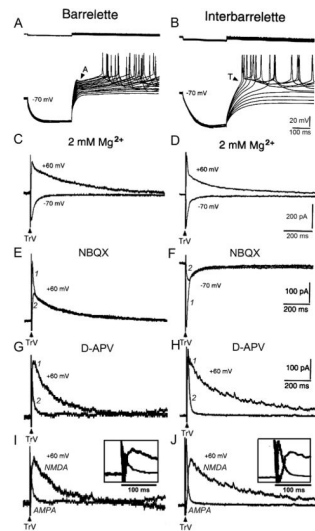 Barrelette
Interbarrelette
A
B
A
T
-70 mV
-70 mV
20 mV
100 ms
C
2 mM Mg2+
D
2 mM Mg2+
+60 mV
+60 mV
-70 mV
-70 mV
200 pA
200 ms
TrV
TrV
E
NBQX
F
NBQX
1
+60 mV
2
2
-70 mV
1
100 pA
200 ms
TrV
TrV
G
D-APV
H
D-APV
1
+60 mV
2
1
+60 mV
2
100 pA
200 ms
TrV
TrV
I
+60 mV
NMDA
AMPA
100 ms
J
+60 mV
NMDA
AMPA
100 ms
TrV
TrV